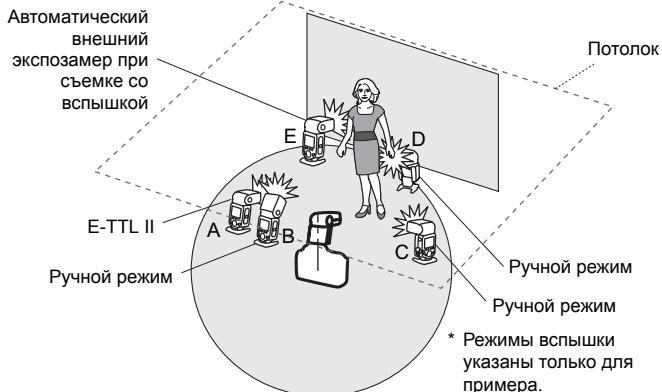 Автоматический
внешний
экспозамер при
съемке со
вспышкой
Потолок
E
D
E-TTL II
A
B
C
Ручной режим
Ручной режим
Ручной режим
* Режимы вспышки
указаны только для
примера.